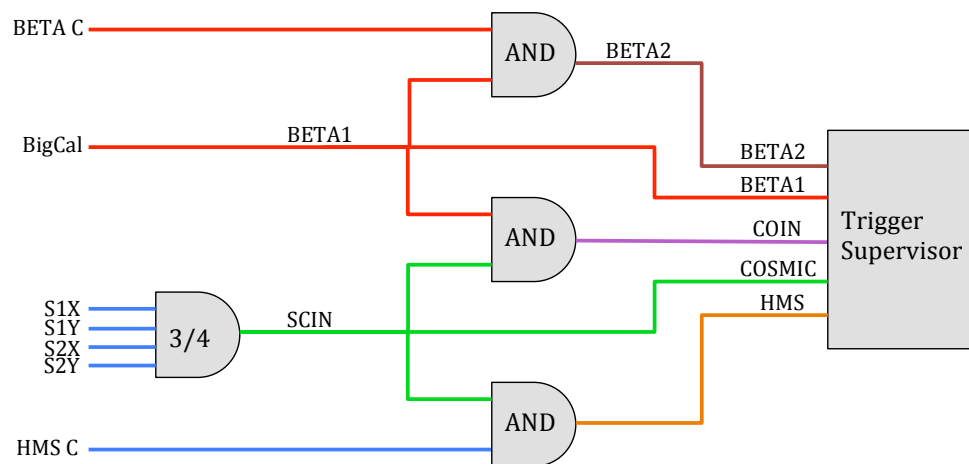 BETA C
AND
BETA2
BigCal
BETA1
BETA2
BETA1
AND
COIN
Trigger
Supervisor
COSMIC
HMS
S1X
S1Y
S2X
S2Y
3/4
SCIN
AND
HMS C